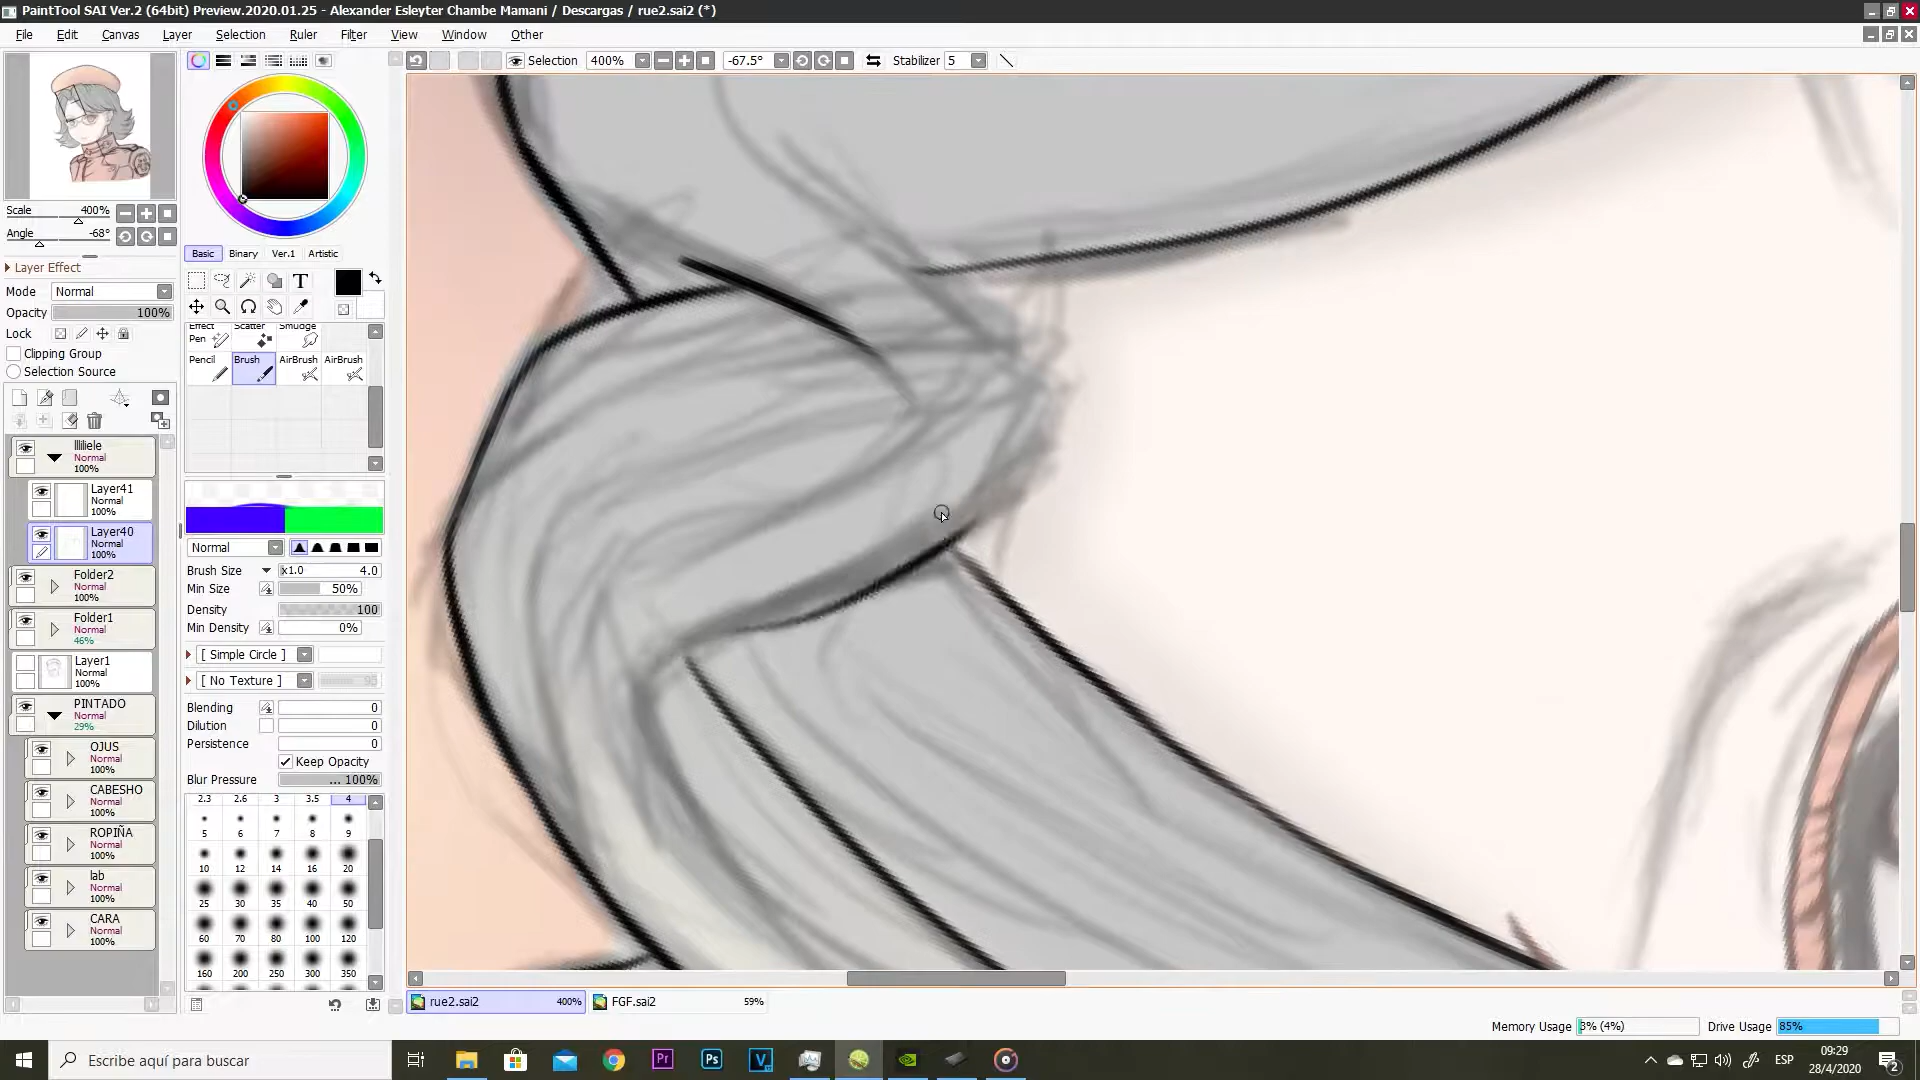 PaintTool SAI Ver.2 (64bit) Preview.2020.01.25 - Alexander Esleyter Chambe Mamani / Descargas / rue2.sai2 (*)
File Edit Canvas Layer Selection Ruler Filter View Window Other
Selection 400% -67.5° Stabilizer 5
Scale 400%
Angle -68°
Layer Effect
Mode Normal
Opacity 100%
Lock
Clipping Group
Selection Source
Illiliele
Normal
100%
Layer41
Normal
100%
Layer40
Normal
100%
Folder2
Normal
100%
Folder1
Normal
46%
Layer1
Normal
100%
PINTADO
Normal
29%
OJUS
Normal
100%
CABESHO
Normal
100%
ROPIÑA
Normal
100%
lab
Normal
100%
CARA
Normal
100%
Basic Binary Ver.1 Artistic
T
Effect Scatter Smudge
Pen
Pencil Brush AirBrush AirBrush
Normal
Brush Size x1.0 4.0
Min Size 50%
Density 100
Min Density 0%
[ Simple Circle ]
[ No Texture ] 95
Blending 0
Dilution 0
Persistence 0
Keep Opacity
Blur Pressure ... 100%
2.3 2.6 3 3.5 4
5 6 7 8 9
10 12 14 16 20
25 30 35 40 50
60 70 80 100 120
160 200 250 300 350
rue2.sai2 400% FGF.sai2 59%
Memory Usage 3% (4%) Drive Usage 85%
Escribe aquí para buscar
Pr Ps V
ESP
09:29
28/4/2020
2